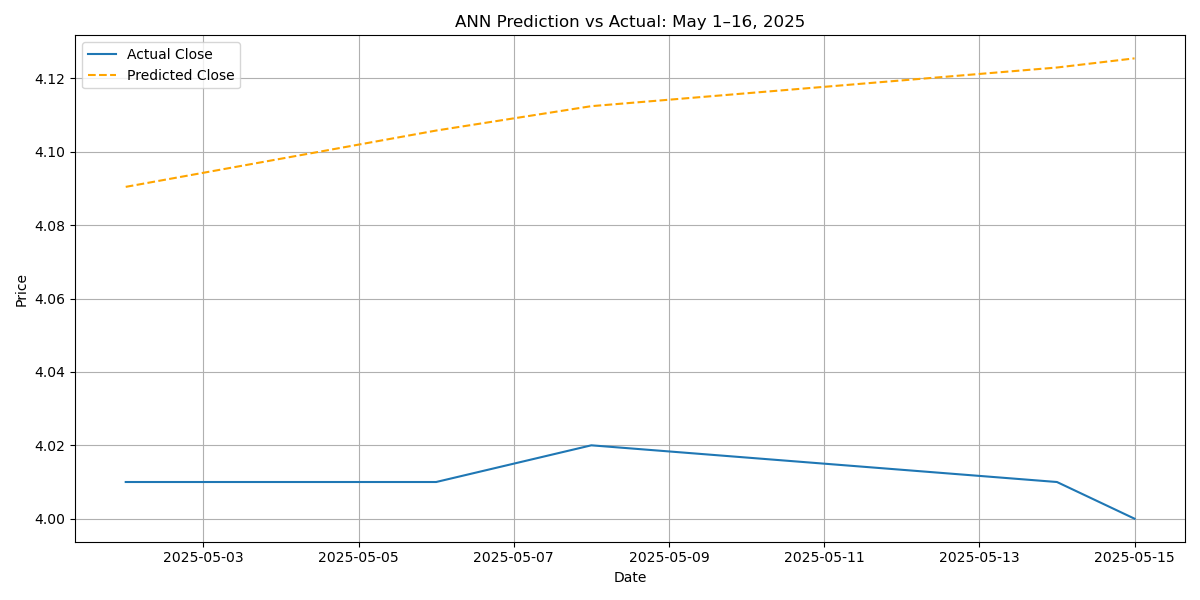 ANN Prediction vs Actual: May 1–16, 2025
Actual Close
Predicted Close
4.12
4.10
4.08
4.06
4.04
4.02
4.00
Price
2025-05-03
2025-05-05
2025-05-07
2025-05-09
2025-05-11
2025-05-13
2025-05-15
Date